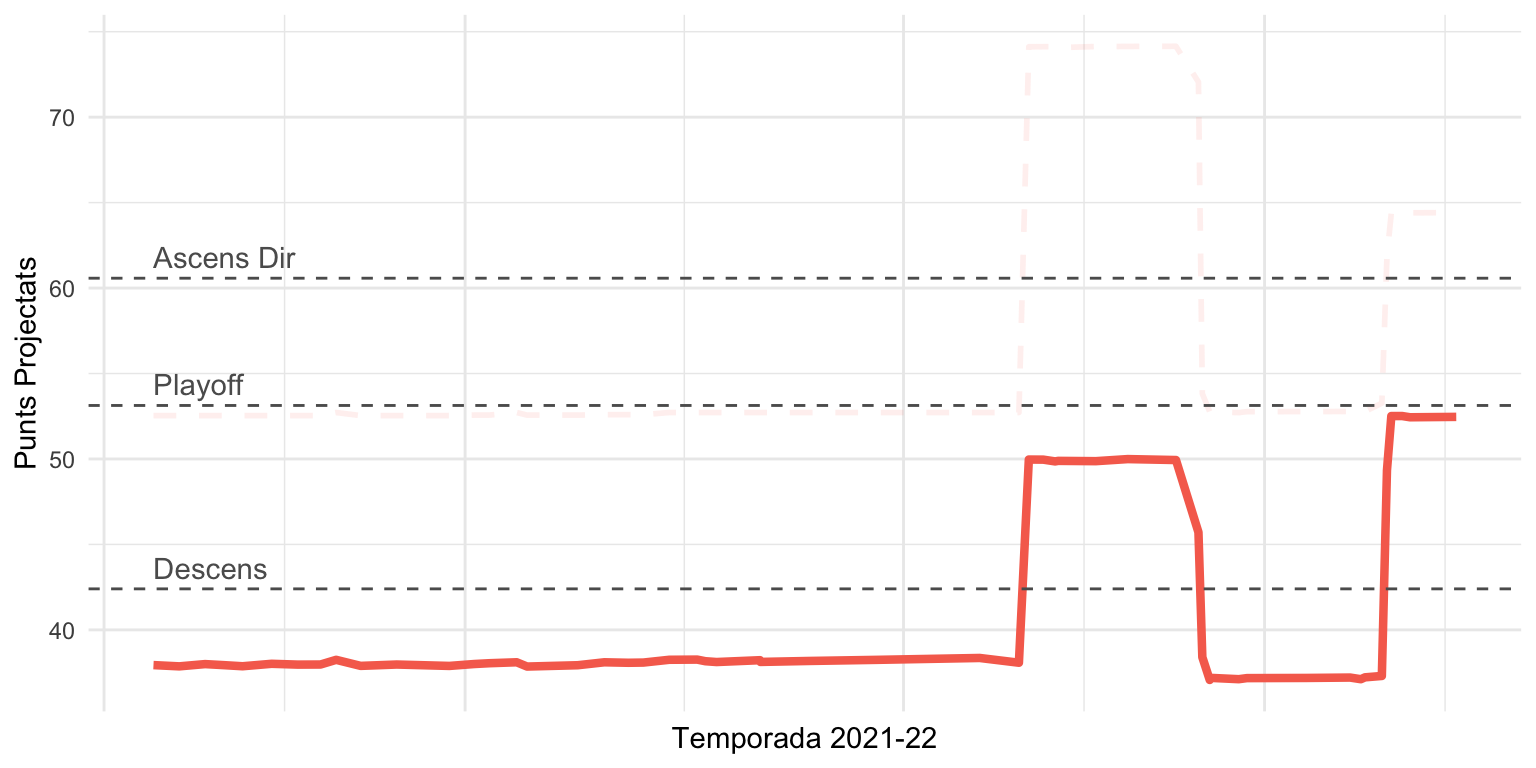 70
Ascens Dir
60
Playoff
50
Descens
40
Punts Projectats
Temporada 2021-22